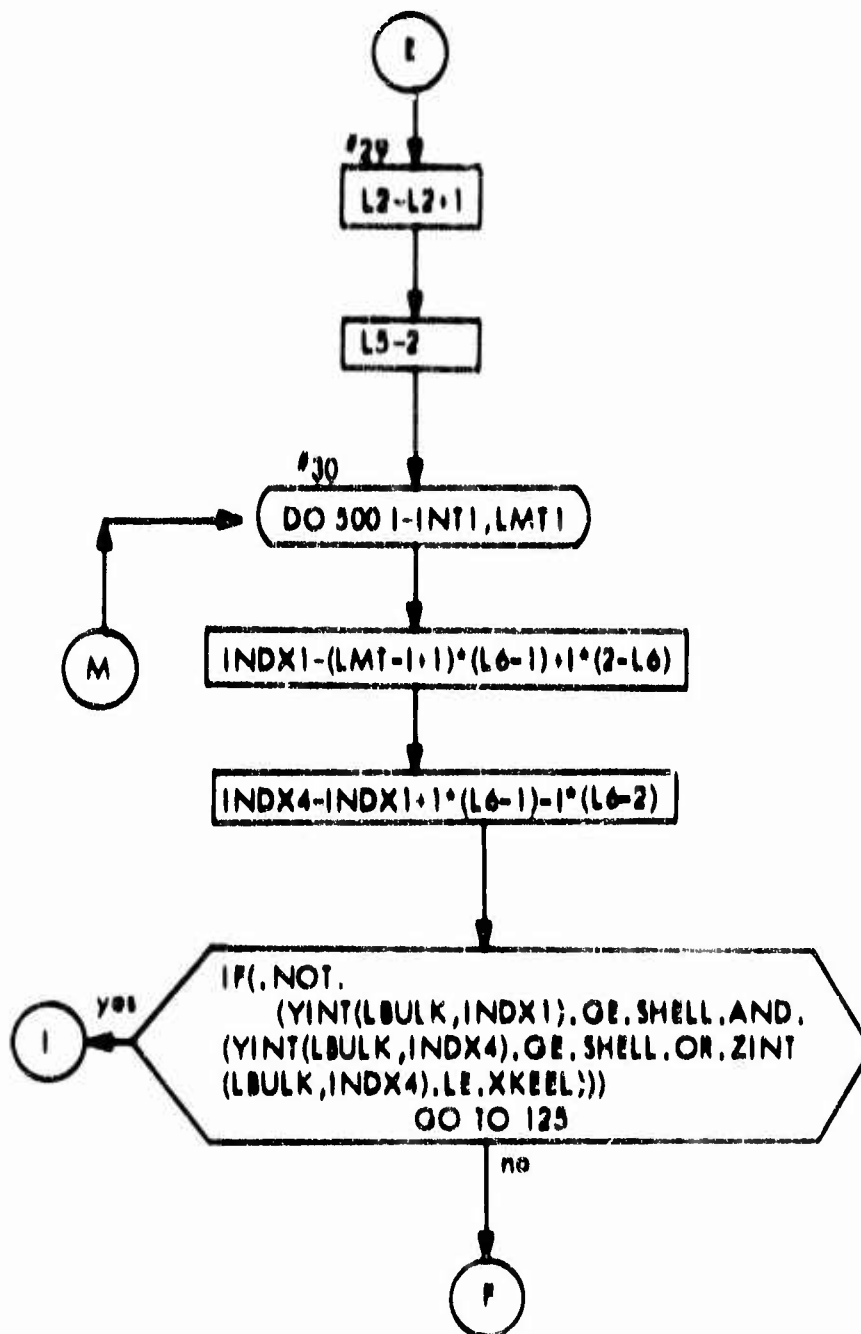 E
#29
L2=L2+1
L5=2
#30
DO 500 I=INT1,LMT1
M
INDX1=(LMT-I+1)*(L6-1)+I*(2-L6)
INDX4=INDX1+1*(L6-1)-1*(L6-2)
IF(.NOT.
(YINT(LBULK,INDX1).GE.SHELL.AND.
yes
I
(YINT(LBULK,INDX4).GE.SHELL.OR.ZINT
(LBULK,INDX4).LE.XKEEL)))
GO TO 125
no
F